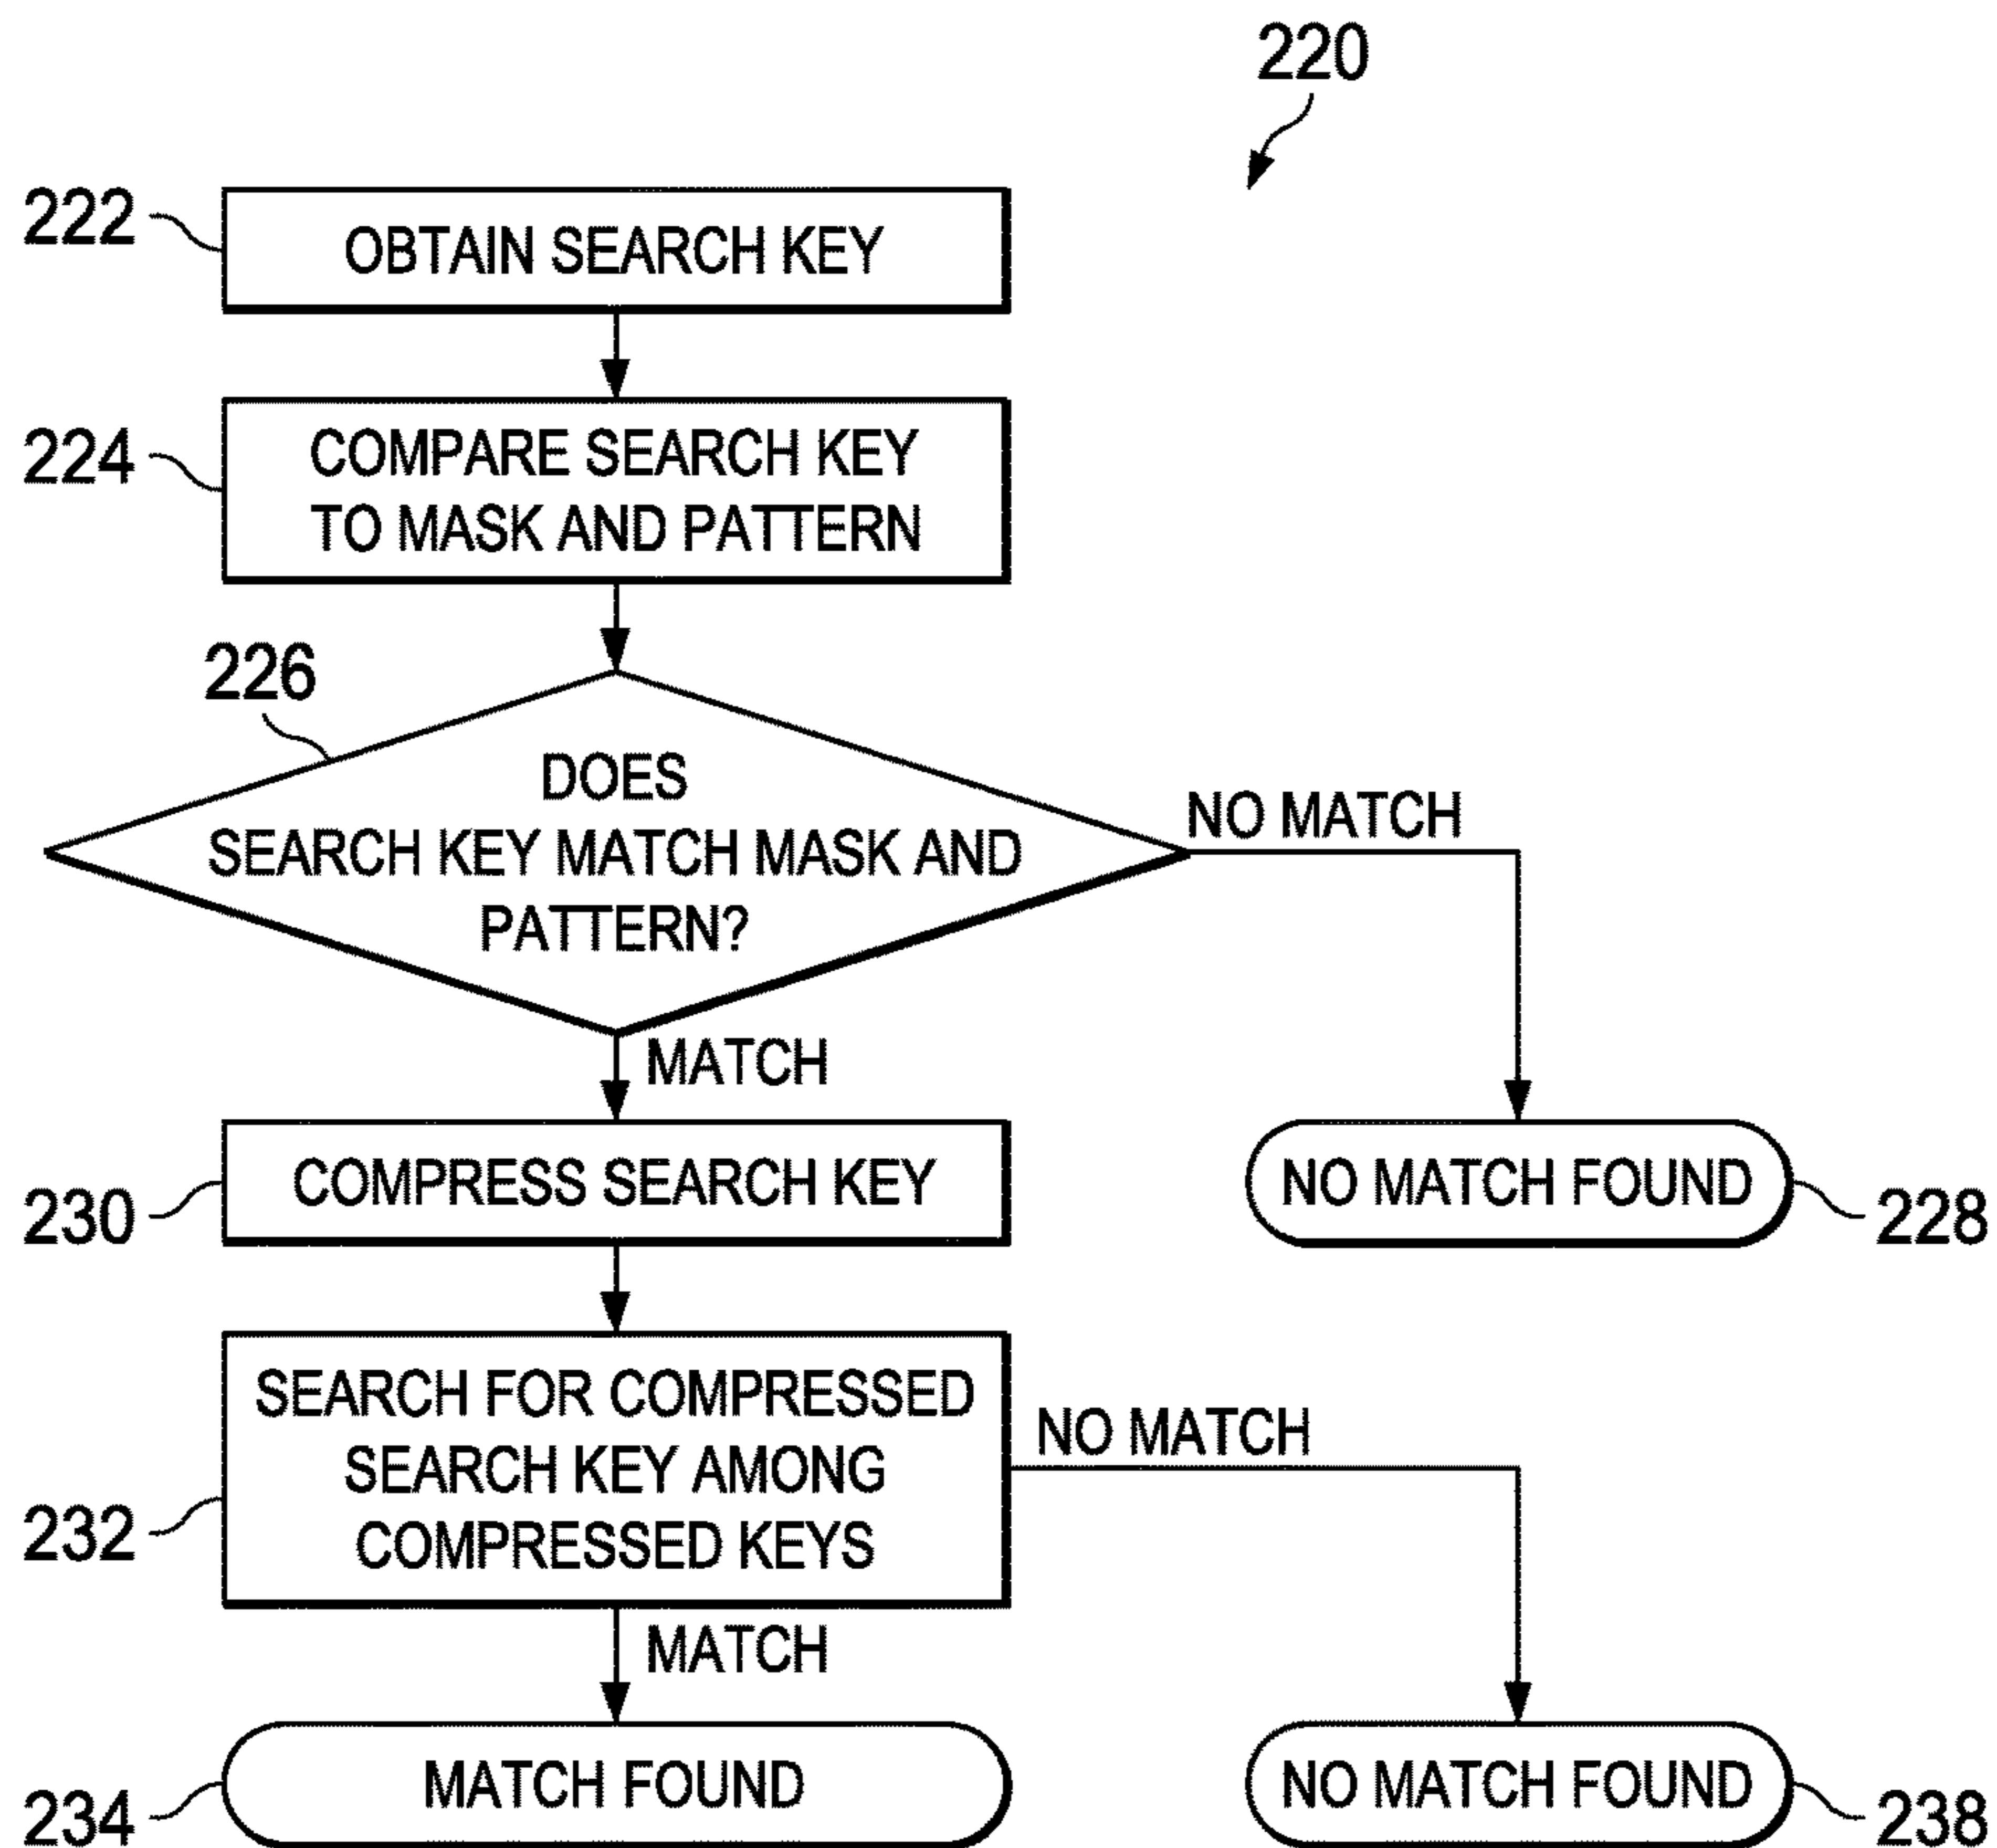 220
222
OBTAIN SEARCH KEY
224
COMPARE SEARCH KEY
TO MASK AND PATTERN
226
DOES
SEARCH KEY MATCH MASK AND
PATTERN?
NO MATCH
MATCH
230
COMPRESS SEARCH KEY
NO MATCH FOUND
228
232
SEARCH FOR COMPRESSED
SEARCH KEY AMONG
COMPRESSED KEYS
NO MATCH
MATCH
234
MATCH FOUND
NO MATCH FOUND
238